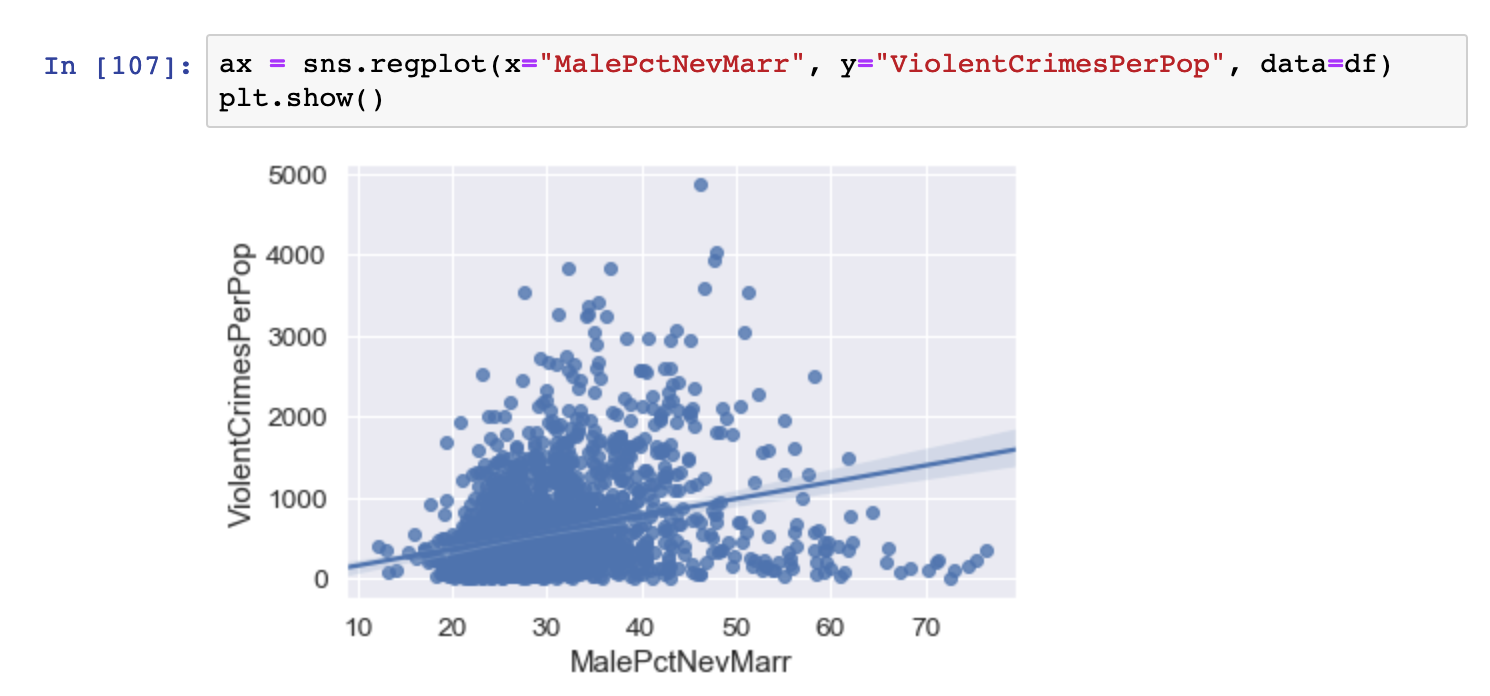 In [107]: ax = sns.regplot(x="MalePctNevMarr", y="ViolentCrimesPerPop", data=df)
plt.show()
5000
4000
3000
2000
1000
0
ViolentCrimesPerPop
10 20 30 40 50 60 70
MalePctNevMarr